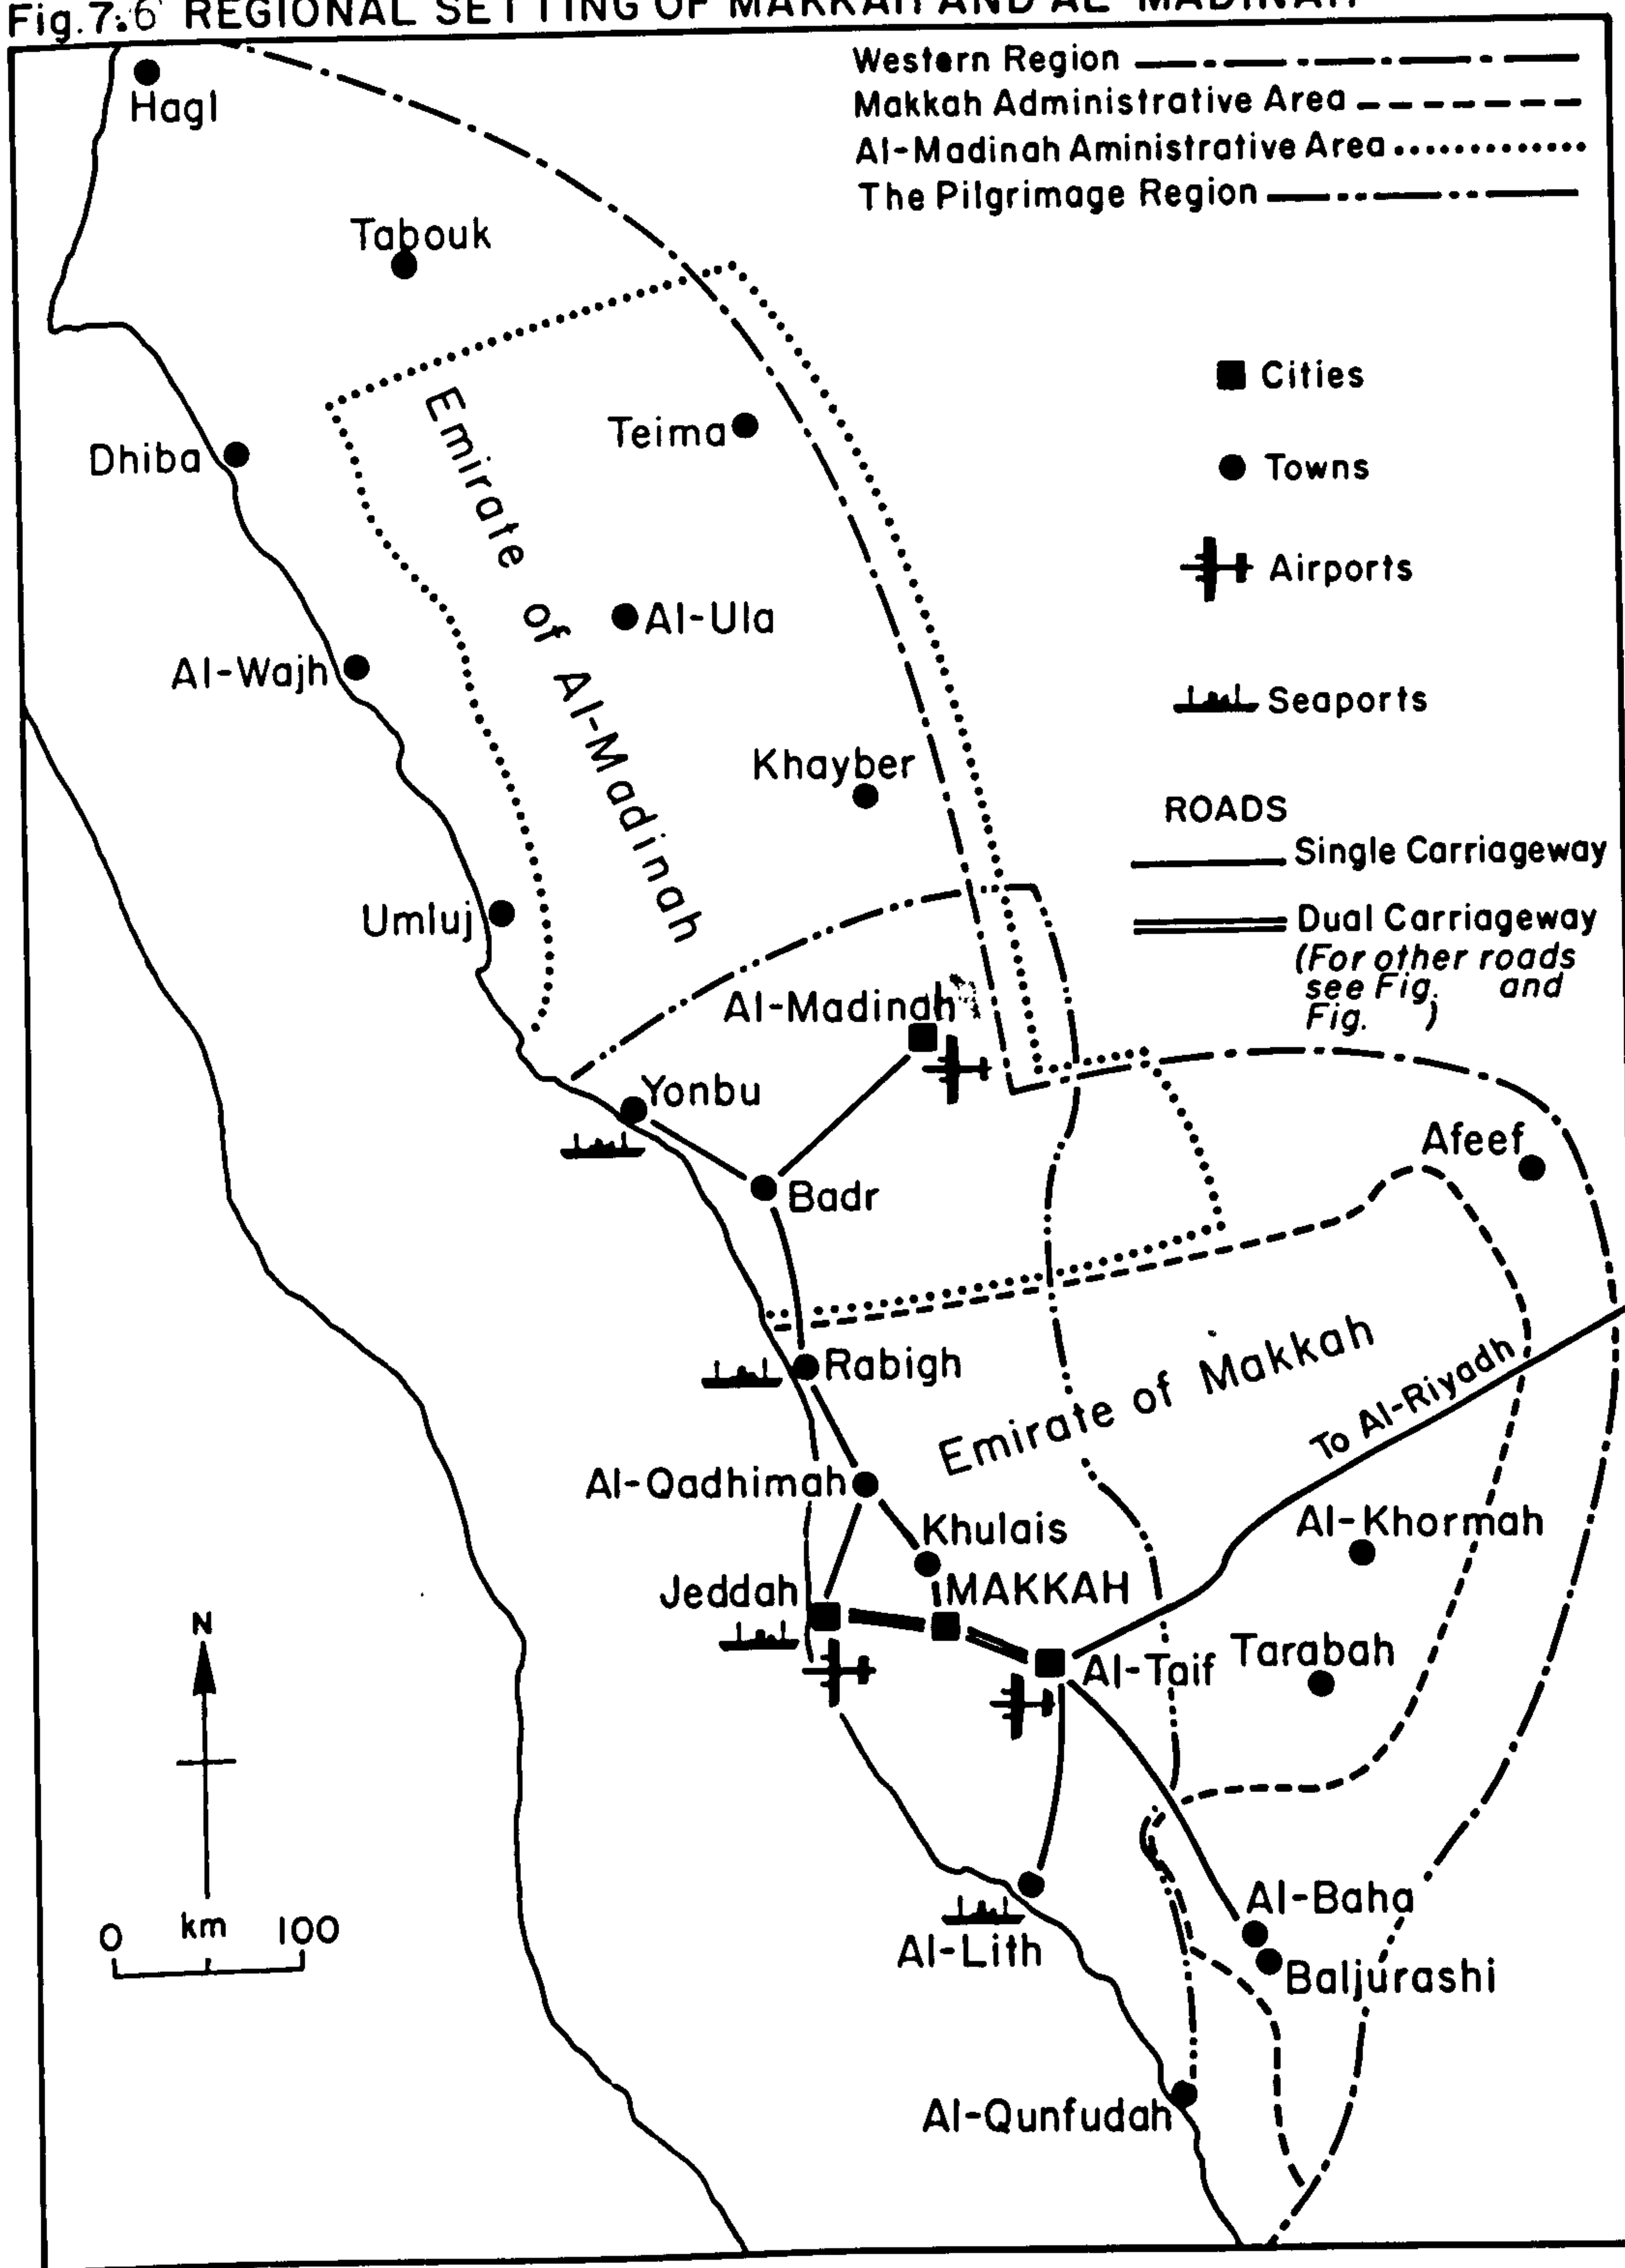 Fig.7.6 REGIONAL SETTING OF MAKKAH AND AL-MADINAH
Western Region
Makkah Administrative Area
Al-Madinah Aministrative Area
The Pilgrimage Region
Hagl
Tabouk
Cities
Teima
Dhiba
Towns
Emirate of Al-Madinah
Airports
Al-Ula
Al-Wajh
Seaports
Khayber
ROADS
Single Carriageway
Umluj
Dual Carriageway
(For other roads
see Fig. and
Fig. )
Al-Madinah
Yonbu
Afeef
Badr
Rabigh
Emirate of Makkah
To Al-Riyadh
Al-Qadhimah
Khulais
Al-Khormah
Jeddah
MAKKAH
N
Al-Taif
Tarabah
Al-Baha
0 km 100
Al-Lith
Baljurashi
Al-Qunfudah